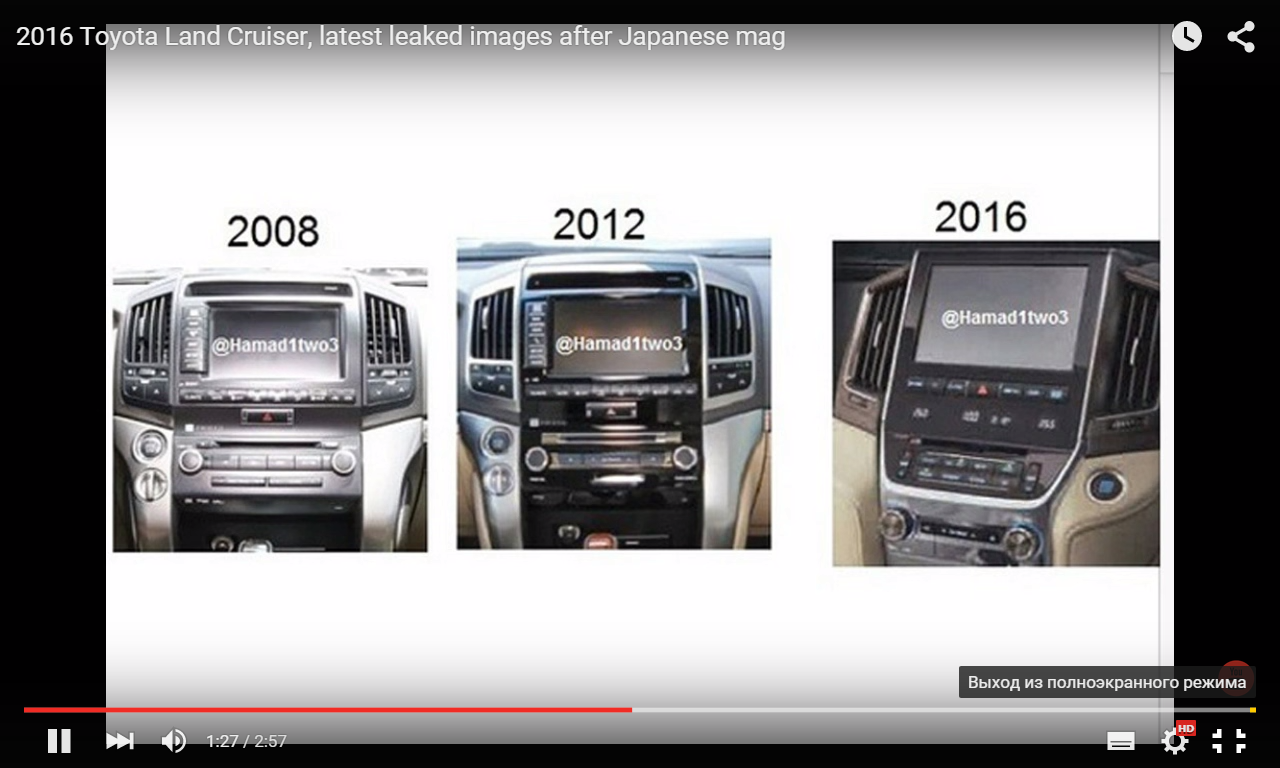 2016 Toyota Land Cruiser, latest leaked images after Japanese mag
2008
2012
2016
@Hamad1two3
@Hamad1two3
@Hamad1two3
Выход из полноэкранного режима
1:27 / 2:57
HD